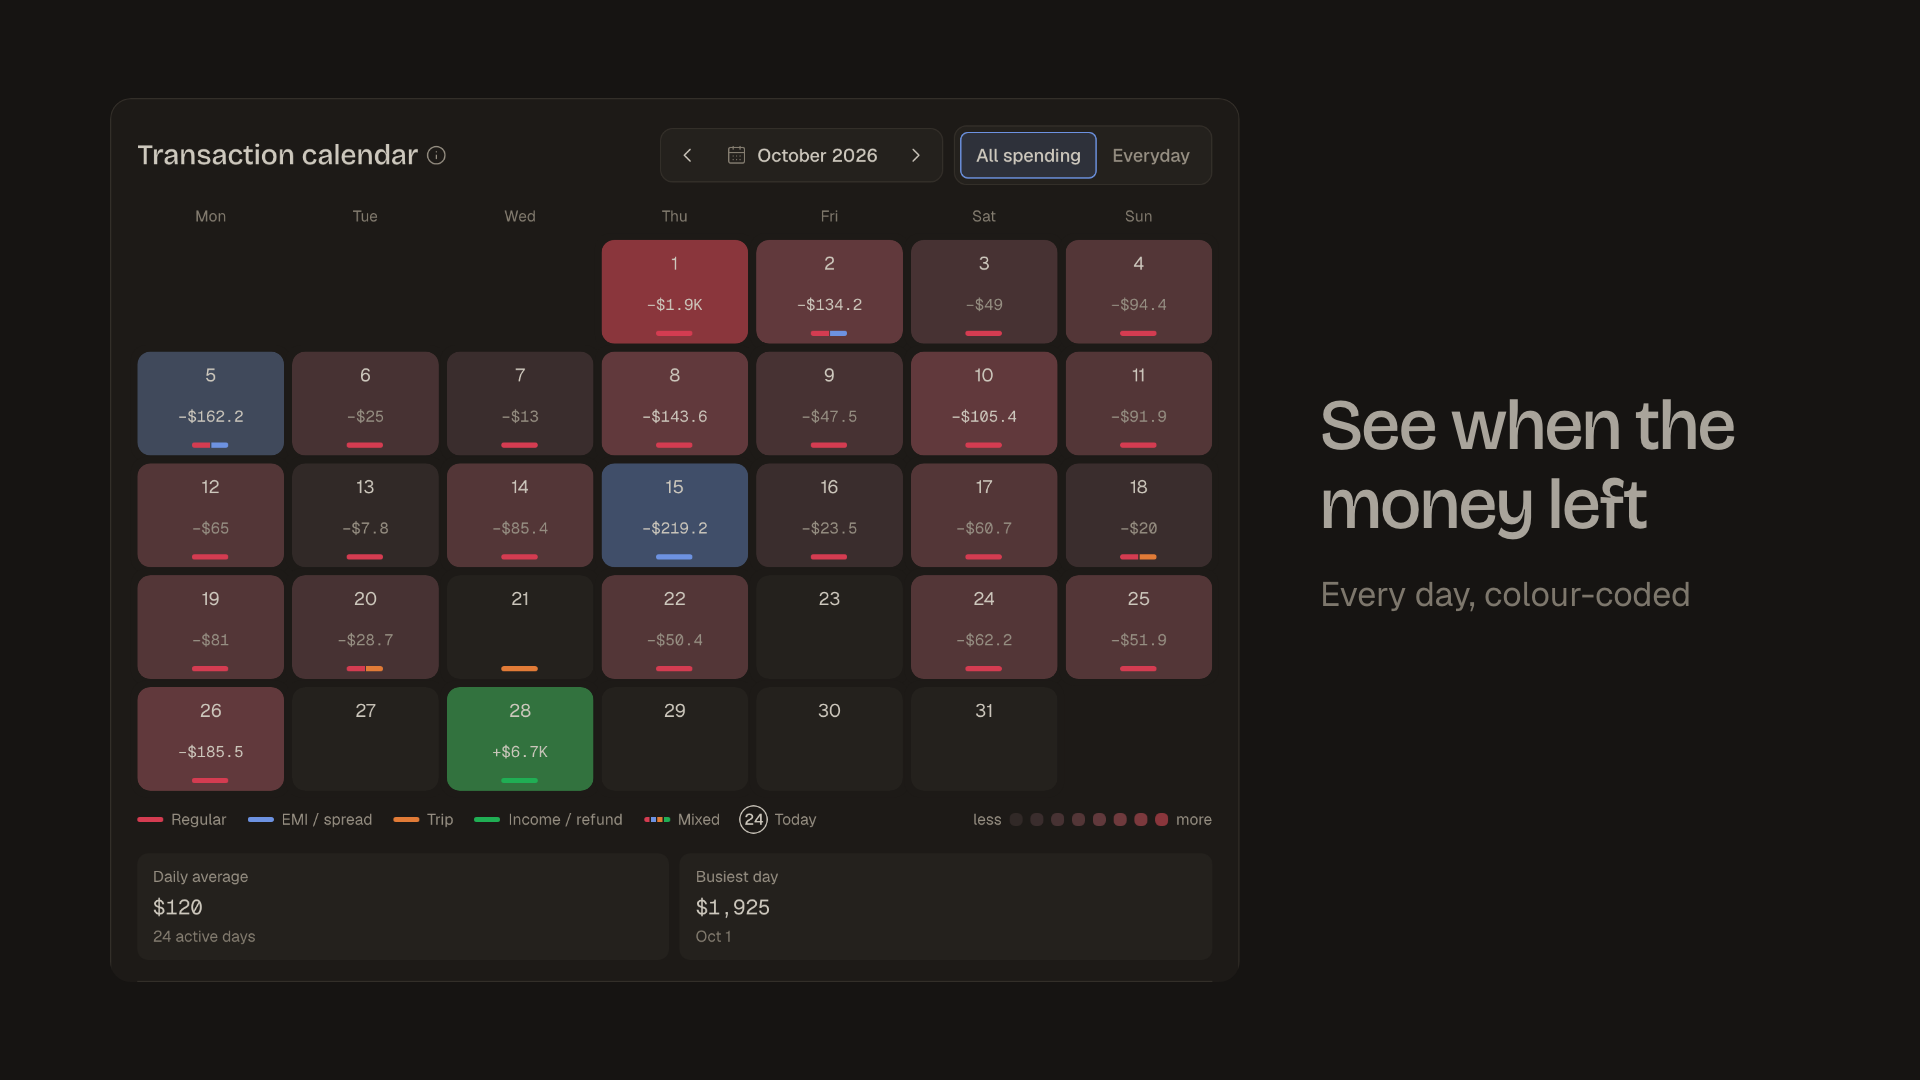 Transaction calendar
October 2026
All spending
Everyday
Mon Tue Wed Thu Fri Sat Sun
1 2 3 4
−$1.9K −$134.2 −$49 −$94.4
5 6 7 8 9 10 11
−$162.2 −$25 −$13 −$143.6 −$47.5 −$105.4 −$91.9
12 13 14 15 16 17 18
−$65 −$7.8 −$85.4 −$219.2 −$23.5 −$60.7 −$20
19 20 21 22 23 24 25
−$81 −$28.7 −$50.4 −$62.2 −$51.9
26 27 28 29 30 31
−$185.5 +$6.7K
Regular EMI / spread Trip Income / refund Mixed 24 Today less more
Daily average
$120
24 active days
Busiest day
$1,925
Oct 1
See when the
money left
Every day, colour-coded